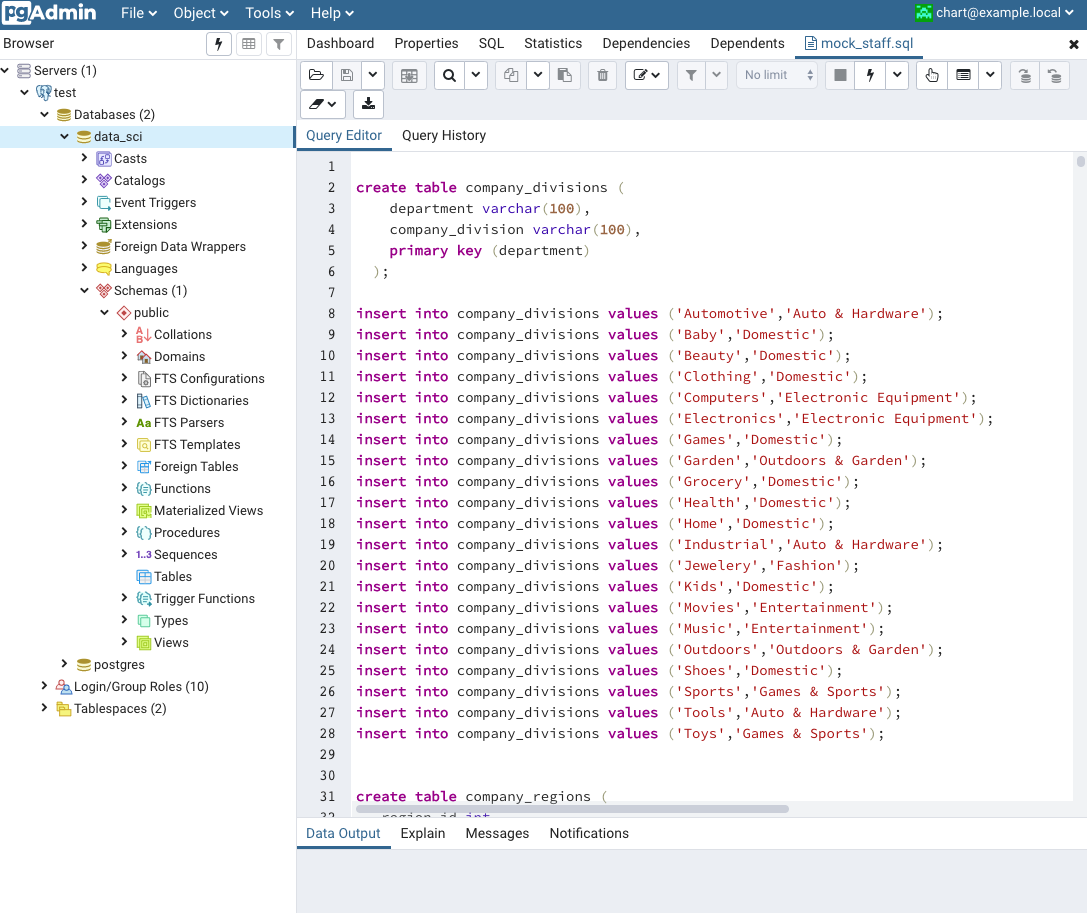 pgAdmin File Object Tools Help chart@example.local
Browser
Dashboard Properties SQL Statistics Dependencies Dependents mock_staff.sql
No limit
Servers (1)
test
Databases (2)
data_sci
Casts
Catalogs
Event Triggers
Extensions
Foreign Data Wrappers
Languages
Schemas (1)
public
Collations
Domains
FTS Configurations
FTS Dictionaries
Aa FTS Parsers
FTS Templates
Foreign Tables
Functions
Materialized Views
Procedures
1..3 Sequences
Tables
Trigger Functions
Types
Views
postgres
Login/Group Roles (10)
Tablespaces (2)
Query Editor Query History
1
2 create table company_divisions (
3 department varchar(100),
4 company_division varchar(100),
5 primary key (department)
6 );
7
8 insert into company_divisions values ('Automotive','Auto & Hardware');
9 insert into company_divisions values ('Baby','Domestic');
10 insert into company_divisions values ('Beauty','Domestic');
11 insert into company_divisions values ('Clothing','Domestic');
12 insert into company_divisions values ('Computers','Electronic Equipment');
13 insert into company_divisions values ('Electronics','Electronic Equipment');
14 insert into company_divisions values ('Games','Domestic');
15 insert into company_divisions values ('Garden','Outdoors & Garden');
16 insert into company_divisions values ('Grocery','Domestic');
17 insert into company_divisions values ('Health','Domestic');
18 insert into company_divisions values ('Home','Domestic');
19 insert into company_divisions values ('Industrial','Auto & Hardware');
20 insert into company_divisions values ('Jewelery','Fashion');
21 insert into company_divisions values ('Kids','Domestic');
22 insert into company_divisions values ('Movies','Entertainment');
23 insert into company_divisions values ('Music','Entertainment');
24 insert into company_divisions values ('Outdoors','Outdoors & Garden');
25 insert into company_divisions values ('Shoes','Domestic');
26 insert into company_divisions values ('Sports','Games & Sports');
27 insert into company_divisions values ('Tools','Auto & Hardware');
28 insert into company_divisions values ('Toys','Games & Sports');
29
30
31 create table company_regions (
32 region_id int
Data Output Explain Messages Notifications